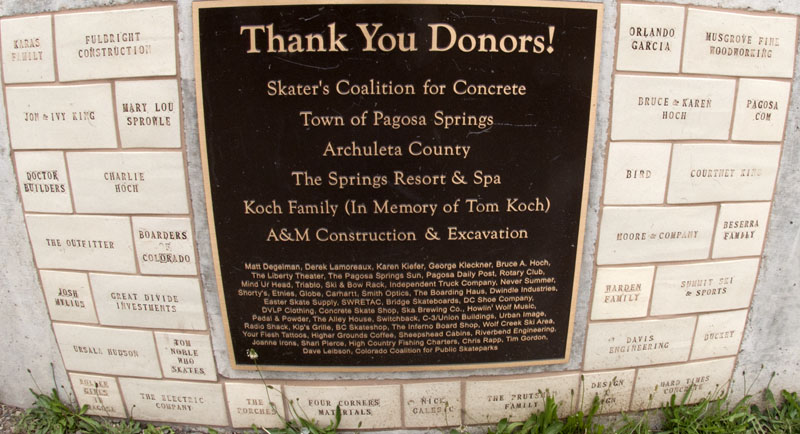 KARAS
FAMILY
FULBRIGHT
CONSTRUCTION
JON & IVY KING
MARY LOU
SPROWLE
DOCTOR
BUILDERS
CHARLIE
HOCH
THE OUTFITTER
BOARDERS
OF
COLORADO
JOSH
GREAT DIVIDE
INVESTMENTS
URSALA HUDSON
TOM
NOBLE
WHO
SKATES
ROLLER
GIRLS
PAGOSA
THE ELECTRIC
COMPANY
Thank You Donors!
Skater's Coalition for Concrete
Town of Pagosa Springs
Archuleta County
The Springs Resort & Spa
Koch Family (In Memory of Tom Koch)
A&M Construction & Excavation
Matt Degelman, Derek Lamoreaux, Karen Kiefer, George Kleckner, Bruce A. Hoch,
The Liberty Theater, The Pagosa Springs Sun, Pagosa Daily Post, Rotary Club,
Mind Ur Head, Triablo, Ski & Bow Rack, Independent Truck Company, Never Summer,
Shorty's, Etnies, Globe, Carhartt, Smith Optics, The Boarding Haus, Dwindle Industries,
Easter Skate Supply, SWRETAC, Bridge Skateboards, DC Shoe Company,
DVLP Clothing, Concrete Skate Shop, Ska Brewing Co., Howlin' Wolf Music,
Pedal & Powder, The Alley House, Switchback, C-3/Union Buildings, Urban Image,
Radio Shack, Kip's Grille, BC Skateshop, The Inferno Board Shop, Wolf Creek Ski Area,
Your Flesh Tattoos, Higher Grounds Coffee, Sheepshead Cabins, Riverbend Engineering,
Joanne Irons, Shari Pierce, High Country Fishing Charters, Chris Rapp, Tim Gordon,
Dave Leibson, Colorado Coalition for Public Skateparks
ORLANDO
GARCIA
MUSGROVE FINE
WOODWORKING
BRUCE & KAREN
HOCH
PAGOSA
.COM
BIRD
COURTNEY KING
MOORE & COMPANY
BESERRA
FAMILY
HARDEN
FAMILY
SUMMIT SKI
& SPORTS
DAVIS
ENGINEERING
THE
PORCHES
FOUR CORNERS
MATERIALS
NICK
THE
FAMILY
DESIGN
HARD TIMES
CONCRETE